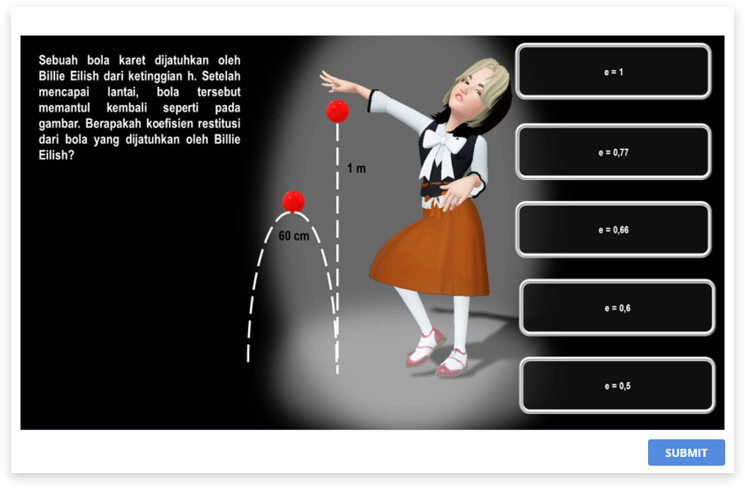 Sebuah bola karet dijatuhkan oleh
Billie Eilish dari ketinggian h. Setelah
mencapai lantai, bola tersebut
memantul kembali seperti pada
gambar. Berapakah koefisien restitusi
dari bola yang dijatuhkan oleh Billie
Eilish?
1 m
60 cm
e = 1
e = 0,77
e = 0,66
e = 0,6
e = 0,5
SUBMIT